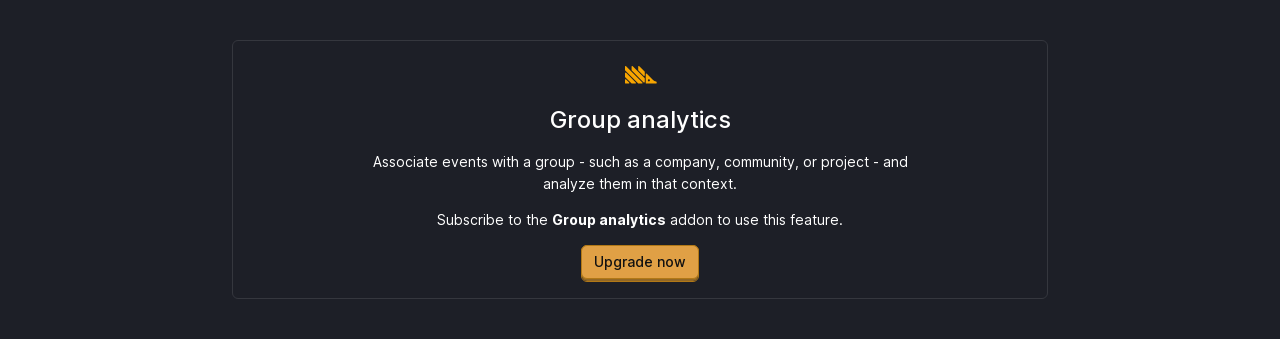 Group analytics
Associate events with a group - such as a company, community, or project - and
analyze them in that context.
Subscribe to the Group analytics addon to use this feature.
Upgrade now